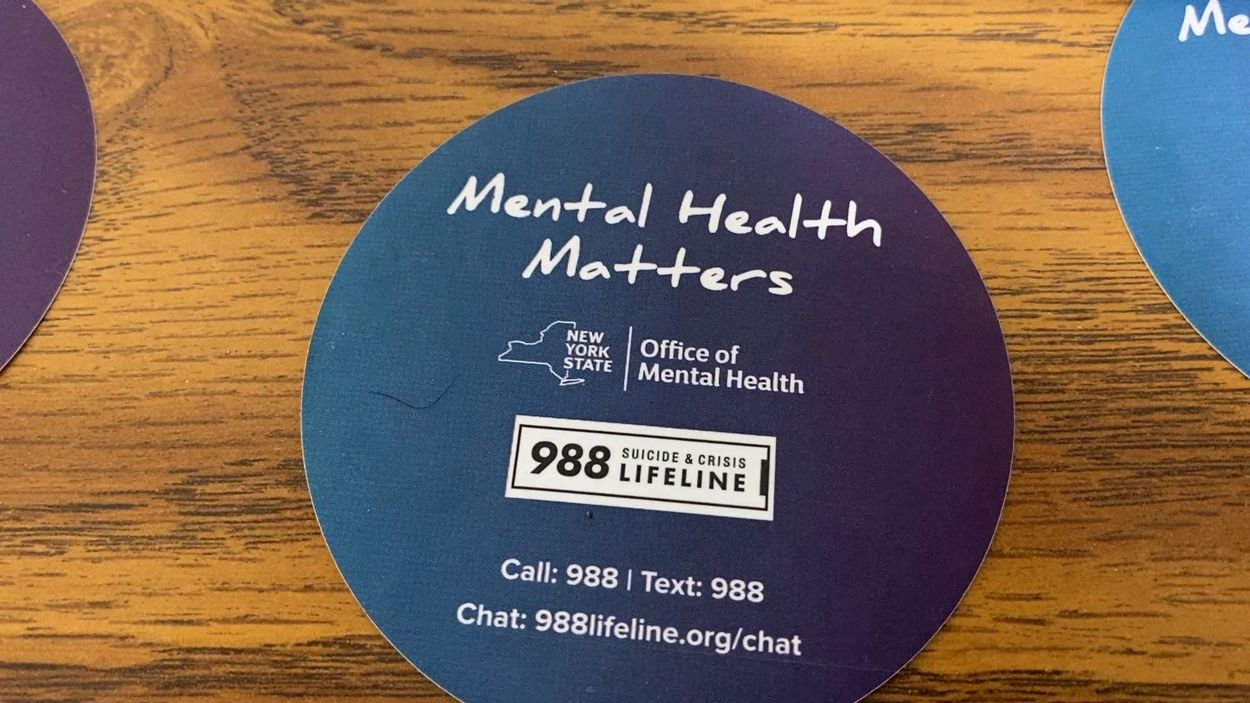 Mental Health
Matters
NEW
YORK
STATE
Office of
Mental Health
988 SUICIDE & CRISIS
LIFELINE
Call: 988 | Text: 988
Chat: 988lifeline.org/chat